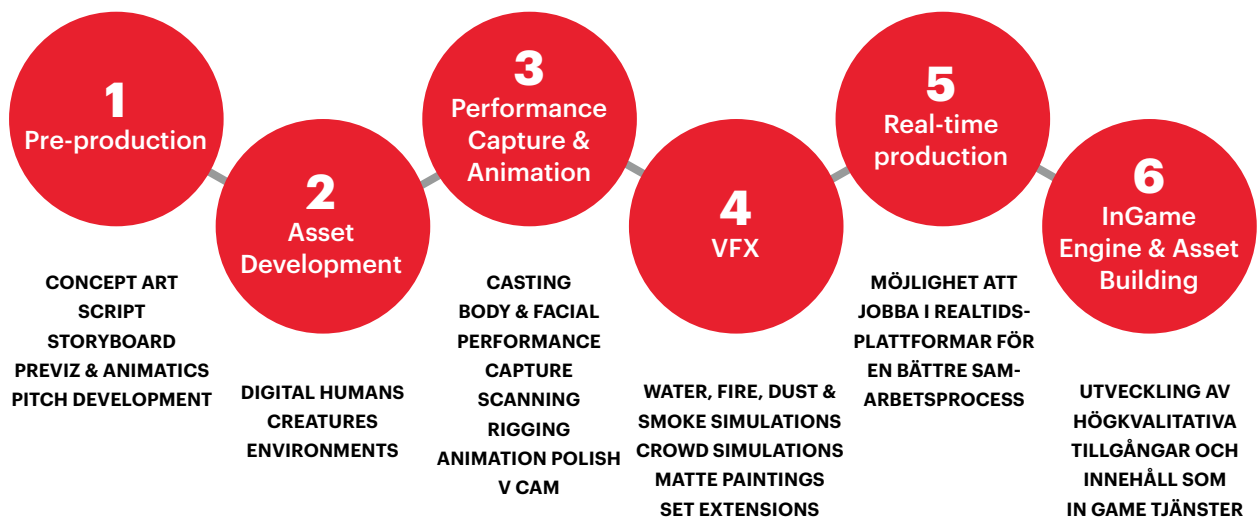 1
Pre-production
CONCEPT ART
SCRIPT
STORYBOARD
PREVIZ & ANIMATICS
PITCH DEVELOPMENT
2
Asset
Development
DIGITAL HUMANS
CREATURES
ENVIRONMENTS
3
Performance
Capture &
Animation
CASTING
BODY & FACIAL
PERFORMANCE
CAPTURE
SCANNING
RIGGING
ANIMATION POLISH
V CAM
4
VFX
WATER, FIRE, DUST &
SMOKE SIMULATIONS
CROWD SIMULATIONS
MATTE PAINTINGS
SET EXTENSIONS
5
Real-time
production
MÖJLIGHET ATT
JOBBA I REALTIDS-
PLATTFORMAR FÖR
EN BÄTTRE SAM-
ARBETSPROCESS
6
InGame
Engine & Asset
Building
UTVECKLING AV
HÖGKVALITATIVA
TILLGÅNGAR OCH
INNEHÅLL SOM
IN GAME TJÄNSTER